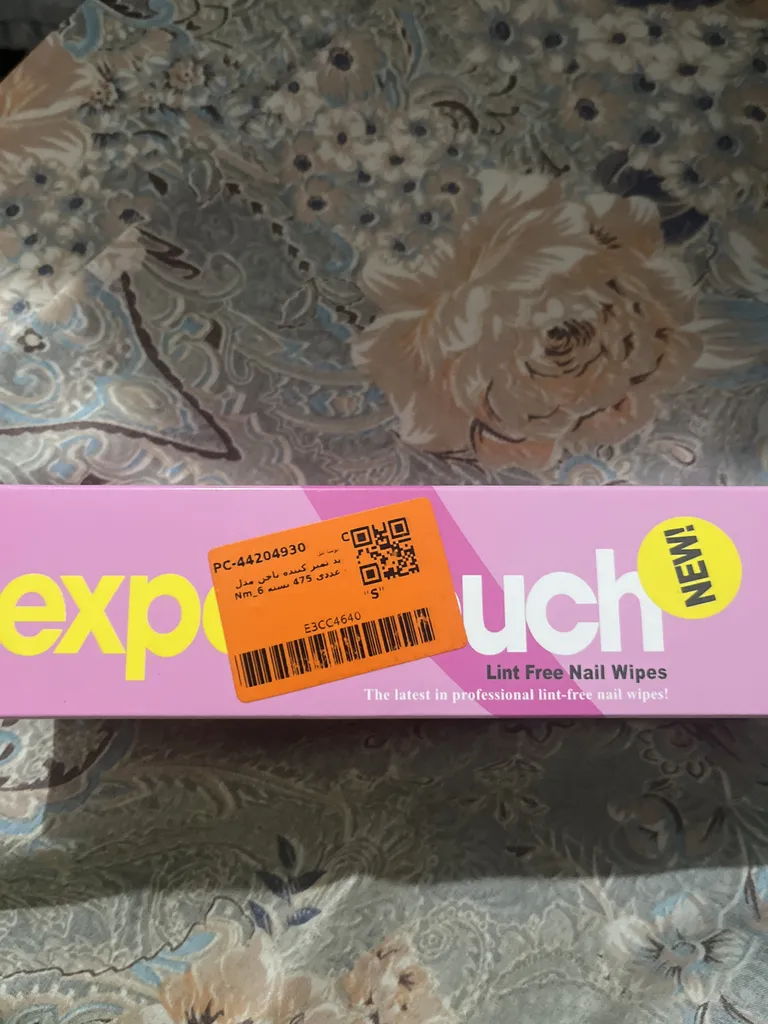 expe
uch
NEW!
PC-44204930
پد تمیز کننده ناخن مدل
Nm_6 بسته 475 عددی
C
"S"
E3CC4640
Lint Free Nail Wipes
The latest in professional lint-free nail wipes!